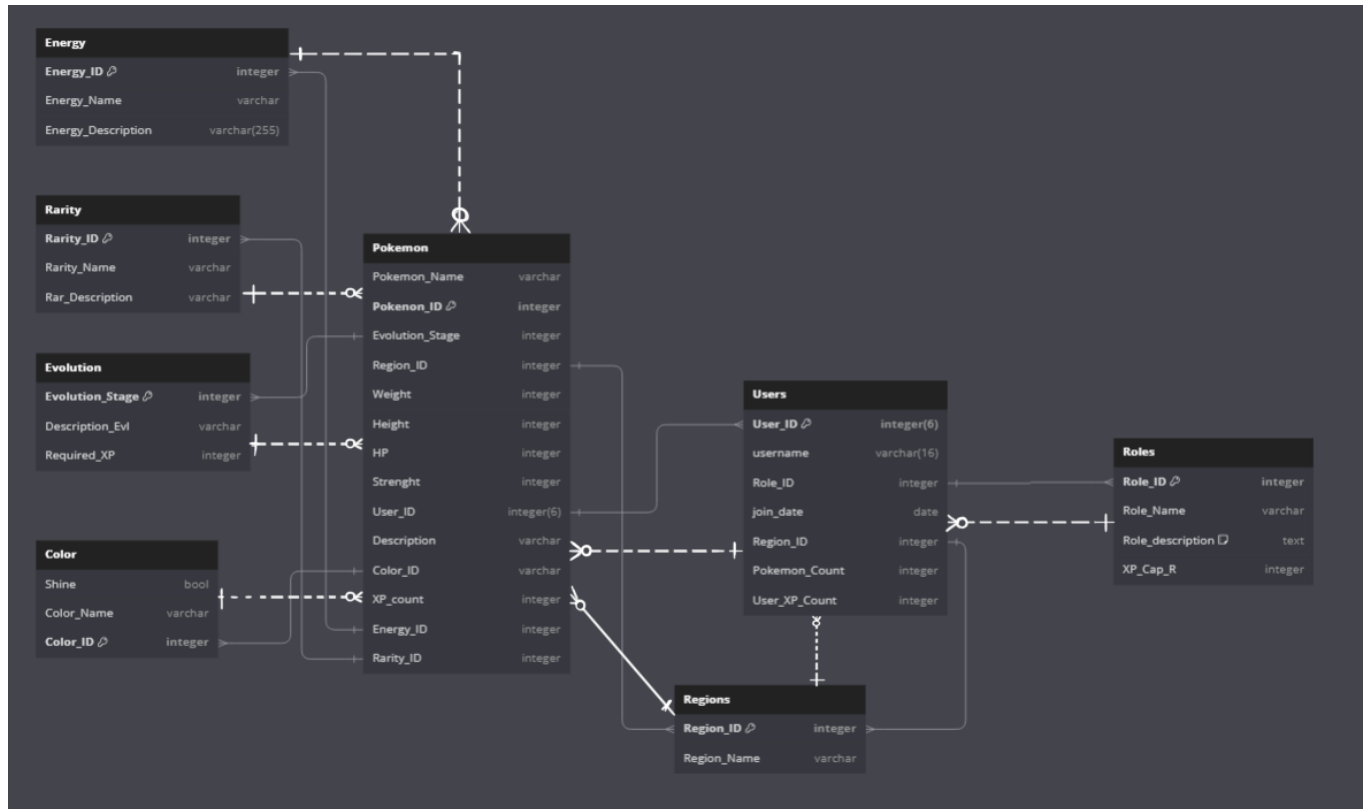 Energy
Energy_ID integer
Energy_Name varchar
Energy_Description varchar(255)
Rarity
Rarity_ID integer
Rarity_Name varchar
Rar_Description varchar
Evolution
Evolution_Stage integer
Description_Evl varchar
Required_XP integer
Color
Shine bool
Color_Name varchar
Color_ID integer
Pokemon
Pokemon_Name varchar
Pokenon_ID integer
Evolution_Stage integer
Region_ID integer
Weight integer
Height integer
HP integer
Strenght integer
User_ID integer(6)
Description varchar
Color_ID varchar
XP_count integer
Energy_ID integer
Rarity_ID integer
Users
User_ID integer(6)
username varchar(16)
Role_ID integer
join_date date
Region_ID integer
Pokemon_Count integer
User_XP_Count integer
Regions
Region_ID integer
Region_Name varchar
Roles
Role_ID integer
Role_Name varchar
Role_description text
XP_Cap_R integer